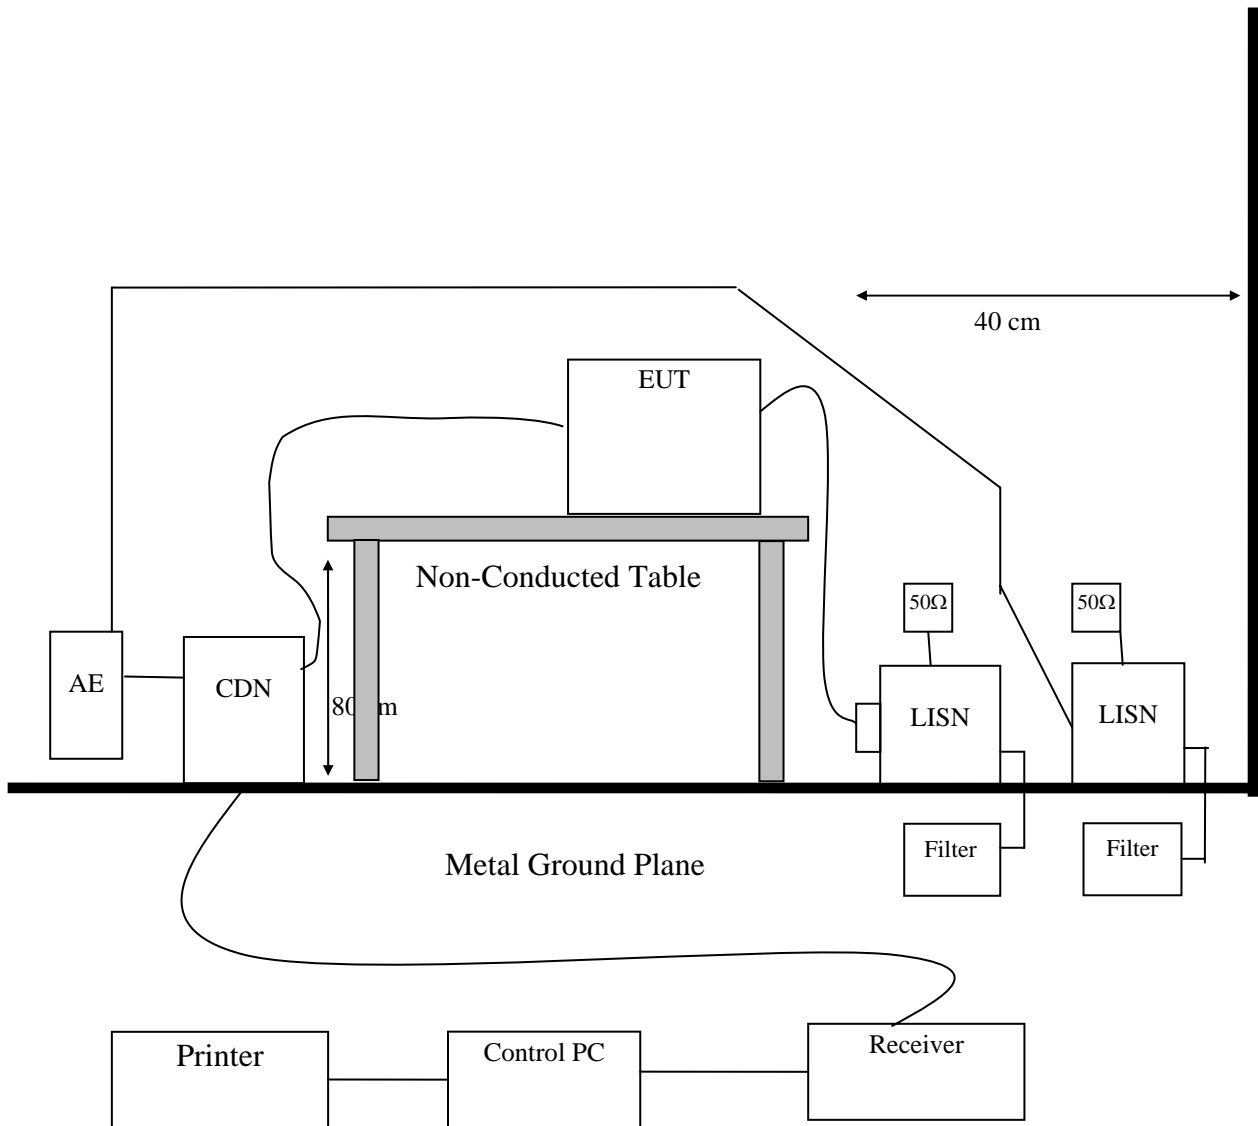 40 cm
EUT
Non-Conducted Table
50Ω
50Ω
AE
CDN
80
LISN
LISN
Metal Ground Plane
Filter
Filter
Printer
Control PC
Receiver